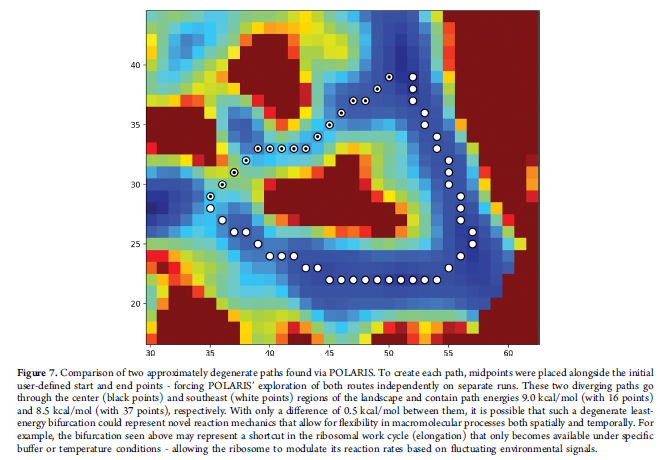 40
35
30
25
20
30 35 40 45 50 55 60
Figure 7. Comparison of two approximately degenerate paths found via POLARIS. To create each path, midpoints were placed alongside the initial
user-defined start and end points - forcing POLARIS' exploration of both routes independently on separate runs. These two diverging paths go
through the center (black points) and southeast (white points) regions of the landscape and contain path energies 9.0 kcal/mol (with 16 points)
and 8.5 kcal/mol (with 37 points), respectively. With only a difference of 0.5 kcal/mol between them, it is possible that such a degenerate least-
energy bifurcation could represent novel reaction mechanics that allow for flexibility in macromolecular processes both spatially and temporally. For
example, the bifurcation seen above may represent a shortcut in the ribosomal work cycle (elongation) that only becomes available under specific
buffer or temperature conditions - allowing the ribosome to modulate its reaction rates based on fluctuating environmental signals.